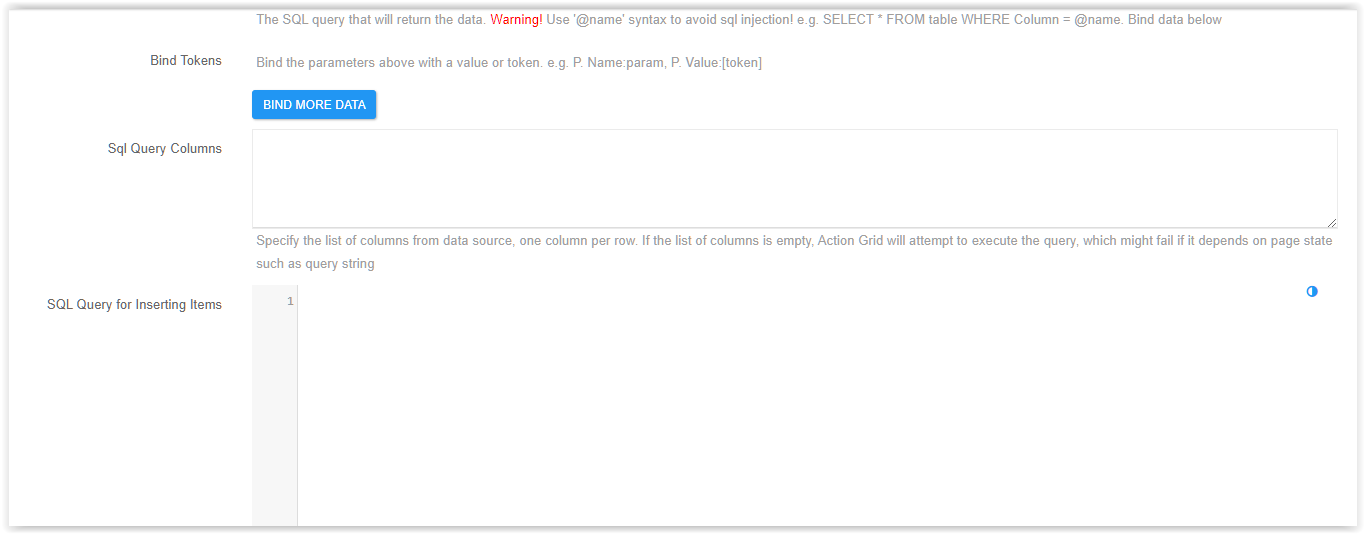 The SQL query that will return the data. Warning! Use '@name' syntax to avoid sql injection! e.g. SELECT * FROM table WHERE Column = @name. Bind data below
Bind Tokens
Bind the parameters above with a value or token. e.g. P. Name:param, P. Value:[token]
BIND MORE DATA
Sql Query Columns
Specify the list of columns from data source, one column per row. If the list of columns is empty, Action Grid will attempt to execute the query, which might fail if it depends on page state
such as query string
SQL Query for Inserting Items
1